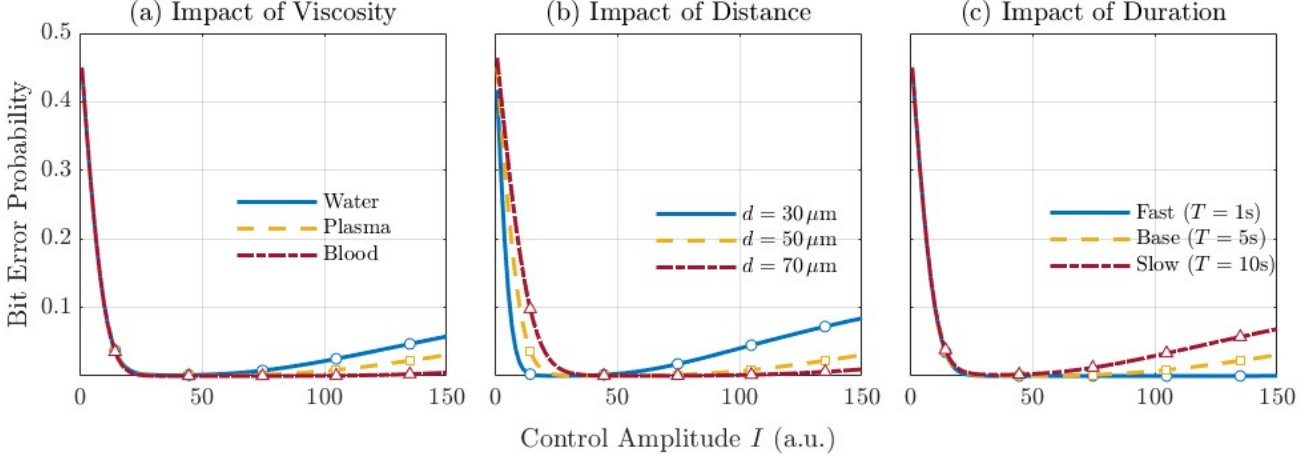 (a) Impact of Viscosity
(b) Impact of Distance
(c) Impact of Duration
Bit Error Probability
0.5
0.4
0.3
0.2
0.1
0
50
100
150
Water
Plasma
Blood
0
50
100
150
d = 30 μm
d = 50 μm
d = 70 μm
0
50
100
150
Fast (T = 1s)
Base (T = 5s)
Slow (T = 10s)
Control Amplitude I (a.u.)